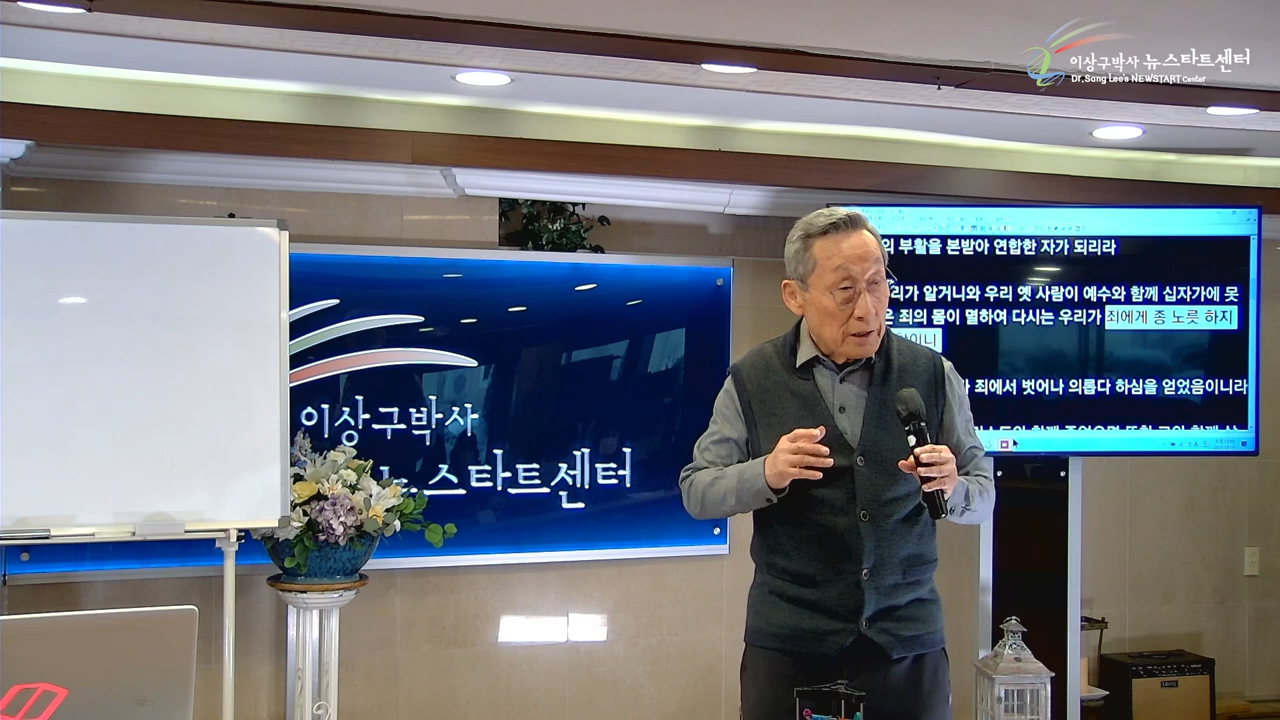 이상구박사 뉴스타트센터
Dr.Sang Lee's NEWSTART Center
의 부활을 본받아 연합한 자가 되리라
리가 알거니와 우리 옛 사람이 예수와 함께 십자가에 못
은 죄의 몸이 멸하여 다시는 우리가 죄에게 종 노릇 하지
이니
죄에서 벗어나 의롭다 하심을 얻었음이니라
이상구박사
스타트센터